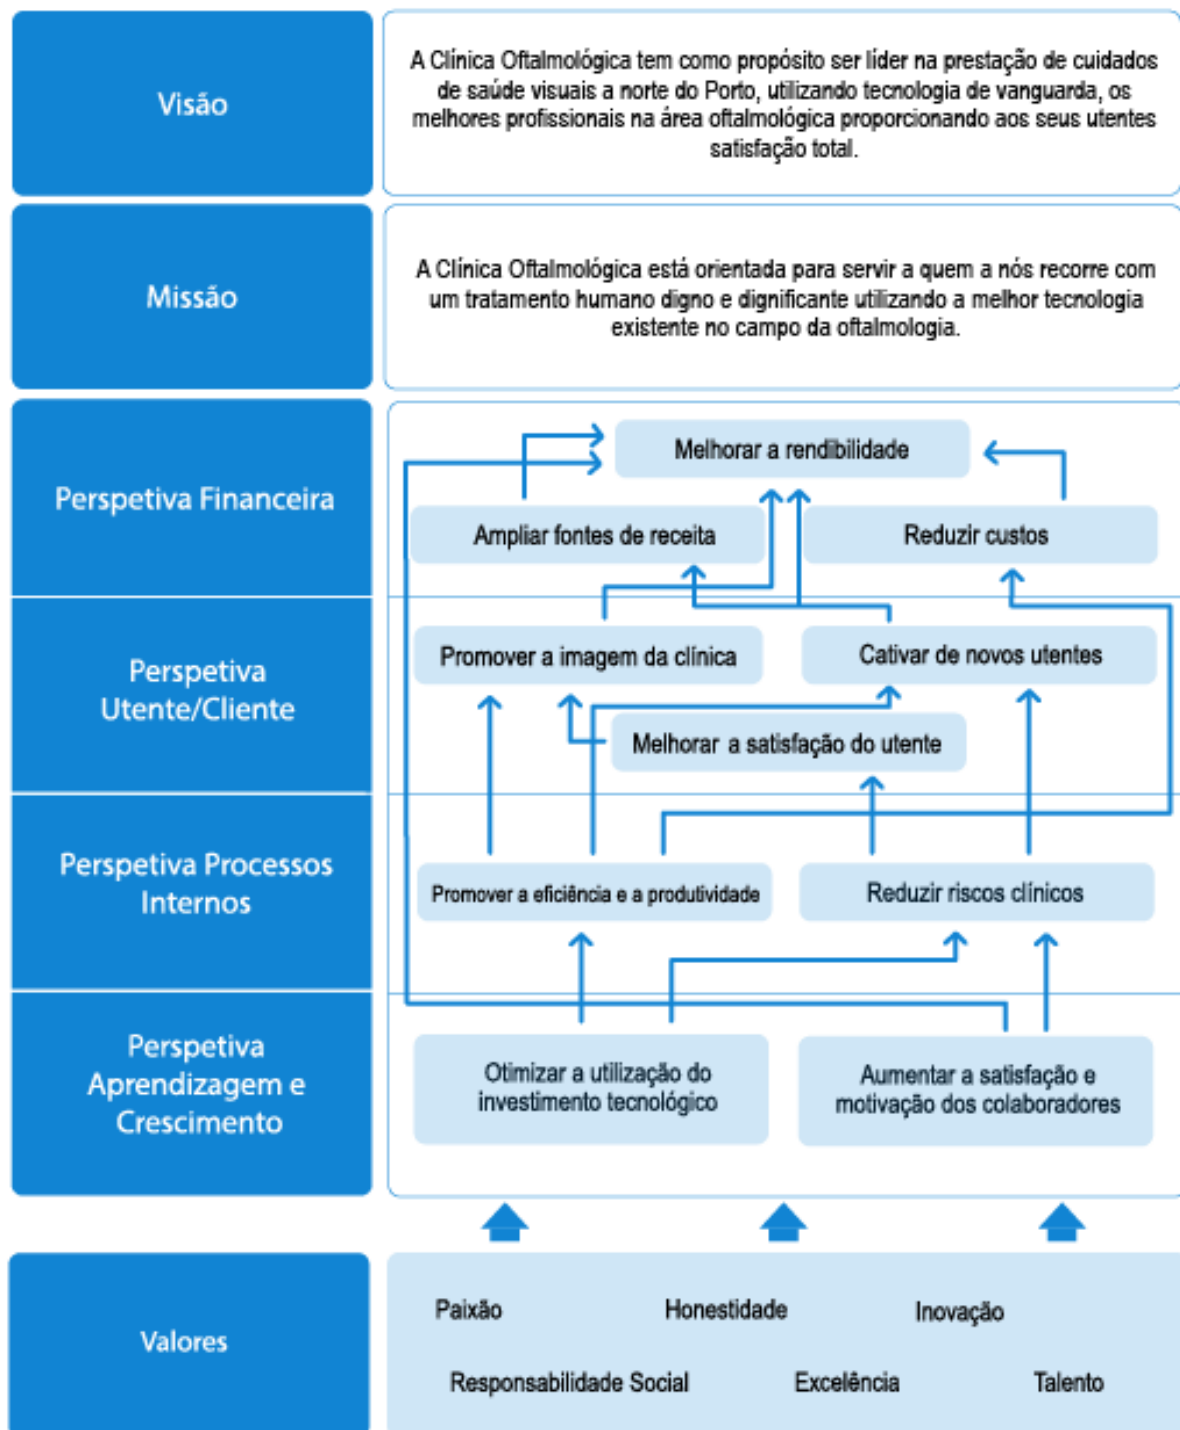 Visão
A Clínica Oftalmológica tem como propósito ser líder na prestação de cuidados
de saúde visuais a norte do Porto, utilizando tecnologia de vanguarda, os
melhores profissionais na área oftalmológica proporcionando aos seus utentes
satisfação total.
Missão
A Clínica Oftalmológica está orientada para servir a quem a nós recorre com
um tratamento humano digno e dignificante utilizando a melhor tecnologia
existente no campo da oftalmologia.
Perspetiva Financeira
Melhorar a rendibilidade
Ampliar fontes de receita
Reduzir custos
Perspetiva
Utente/Cliente
Promover a imagem da clínica
Cativar de novos utentes
Melhorar a satisfação do utente
Perspetiva Processos
Internos
Promover a eficiência e a produtividade
Reduzir riscos clínicos
Perspetiva
Aprendizagem e
Crescimento
Otimizar a utilização do
investimento tecnológico
Aumentar a satisfação e
motivação dos colaboradores
Valores
Paixão
Honestidade
Inovação
Responsabilidade Social
Excelência
Talento